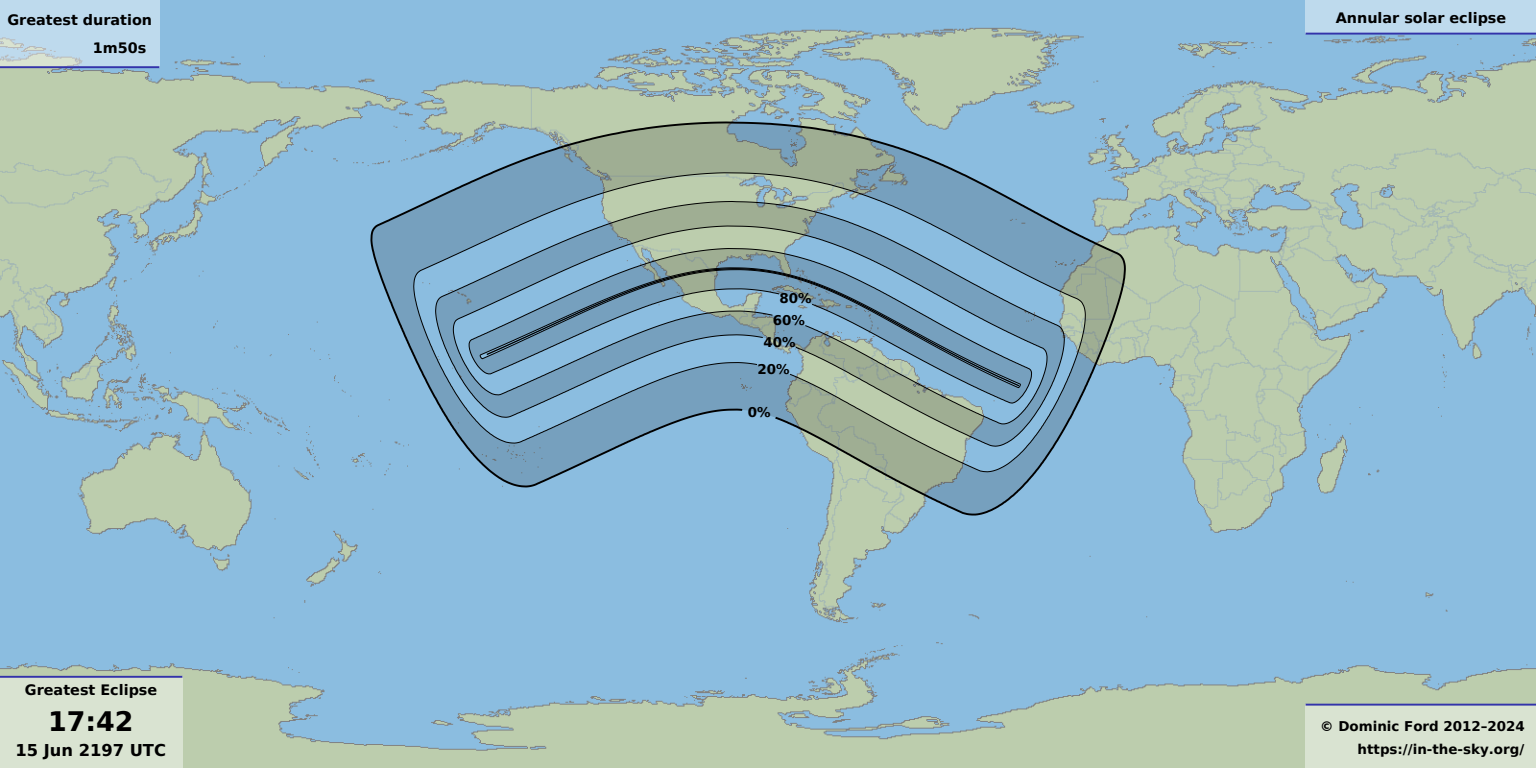 Greatest duration
1m50s
Annular solar eclipse
80%
60%
40%
20%
0%
Greatest Eclipse
17:42
15 Jun 2197 UTC
© Dominic Ford 2012–2024
https://in-the-sky.org/